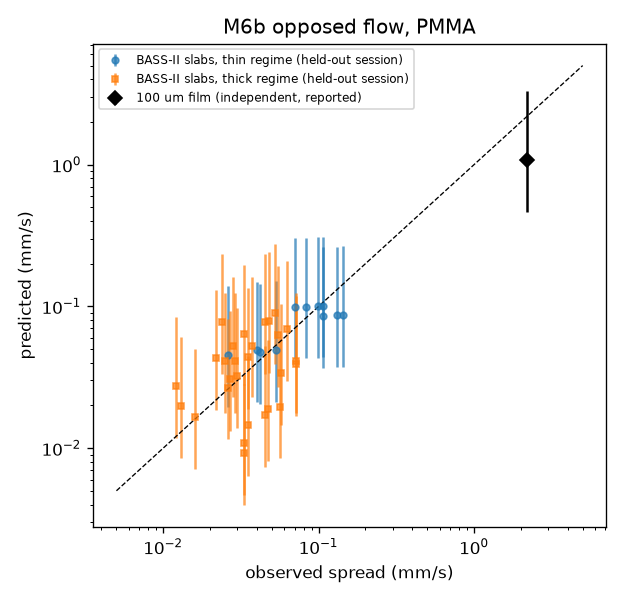 M6b opposed flow, PMMA
BASS-II slabs, thin regime (held-out session)
BASS-II slabs, thick regime (held-out session)
100 um film (independent, reported)
predicted (mm/s)
10⁰
10⁻¹
10⁻²
10⁻² 10⁻¹ 10⁰
observed spread (mm/s)